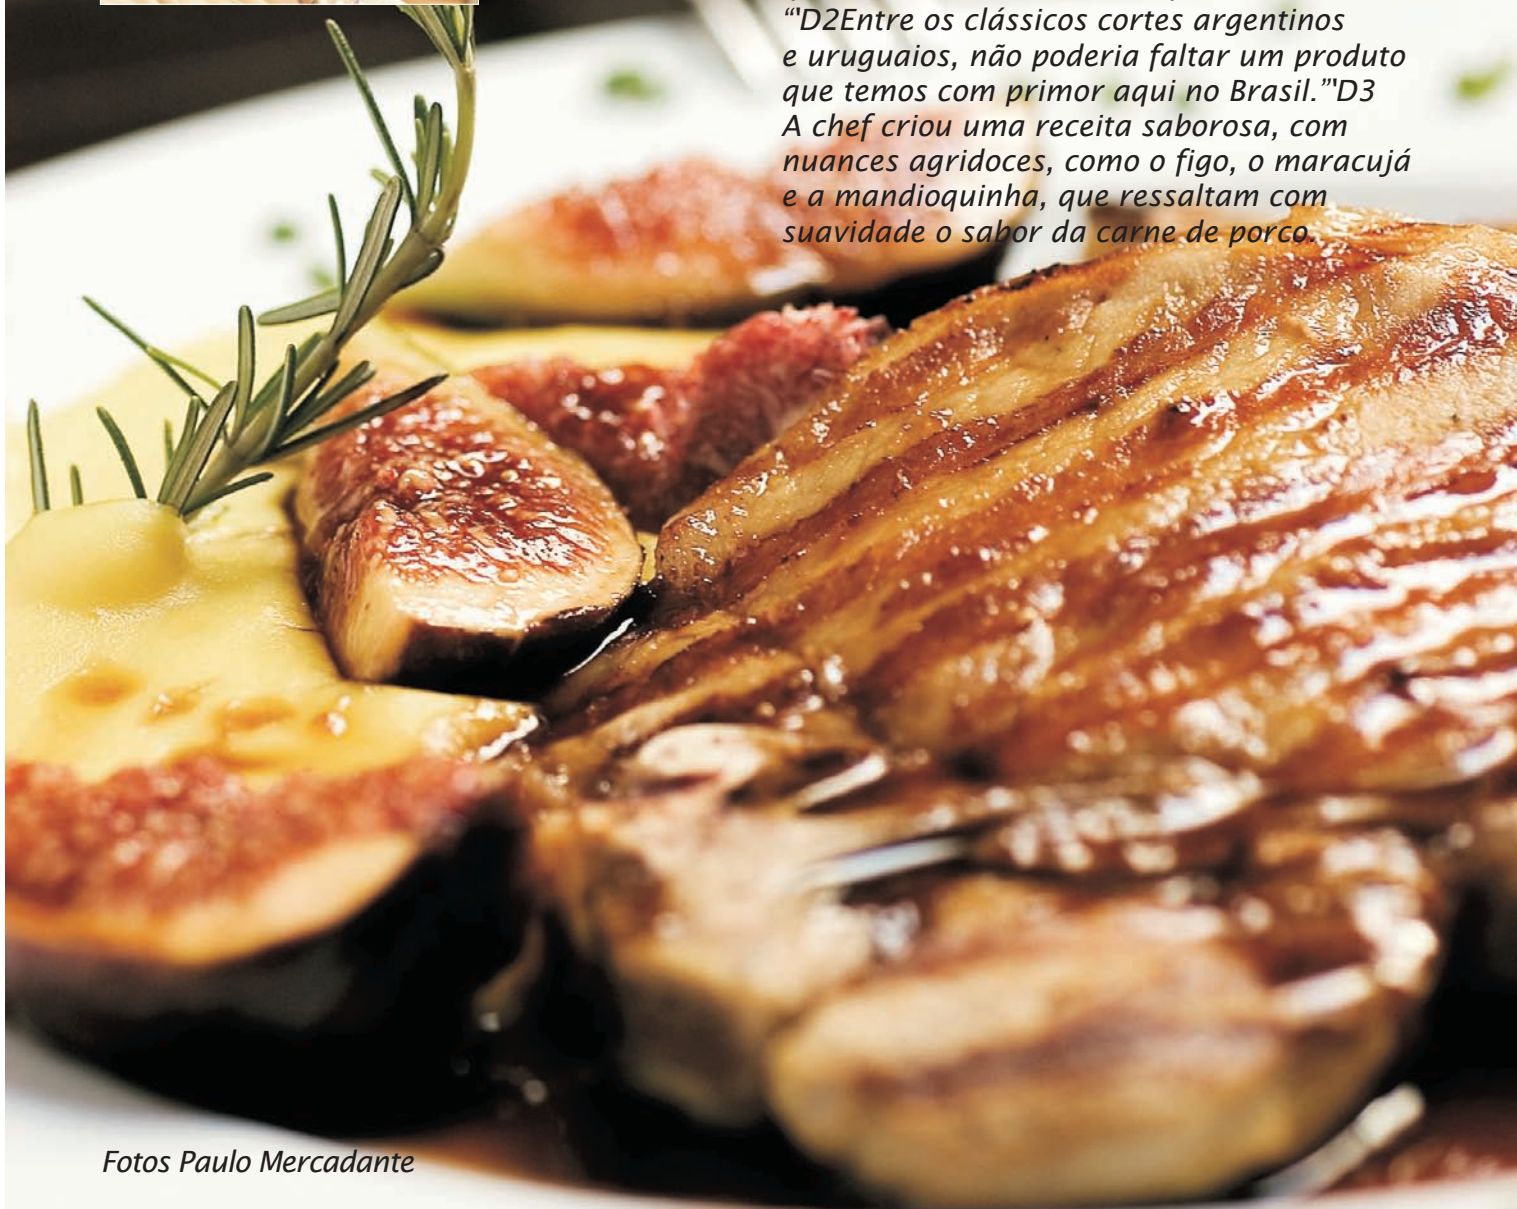 “'D2Entre os clássicos cortes argentinos
e uruguaios, não poderia faltar um produto
que temos com primor aqui no Brasil.”'D3
A chef criou uma receita saborosa, com
nuances agridoces, como o figo, o maracujá
e a mandioquinha, que ressaltam com
suavidade o sabor da carne de porco.
Fotos Paulo Mercadante